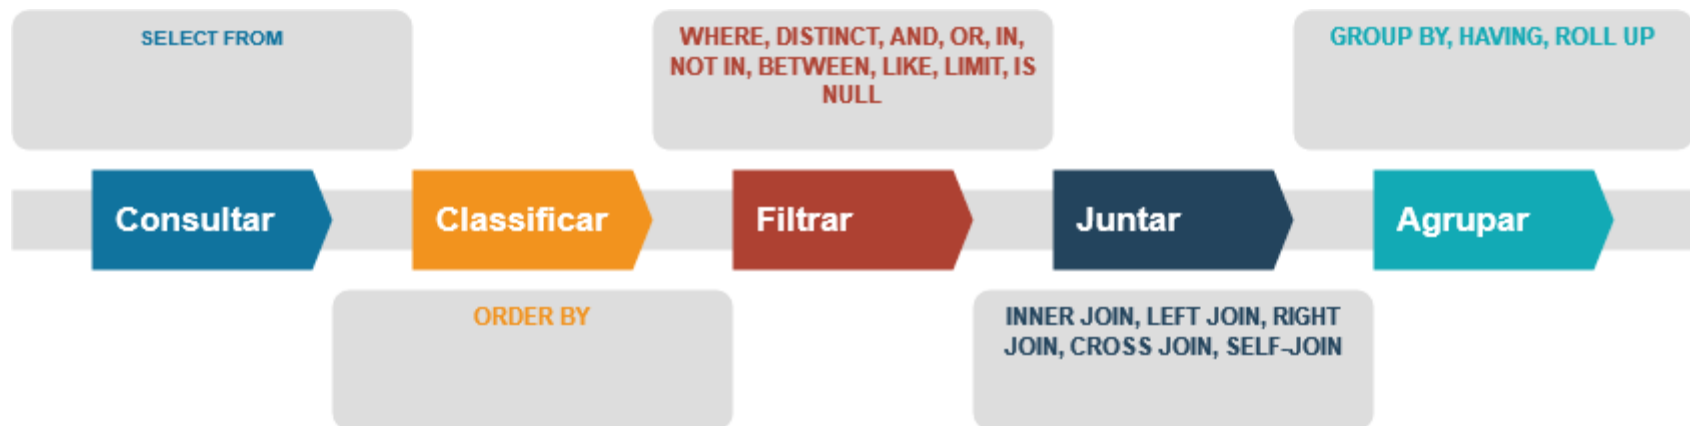 SELECT FROM
WHERE, DISTINCT, AND, OR, IN,
NOT IN, BETWEEN, LIKE, LIMIT, IS
NULL
GROUP BY, HAVING, ROLL UP
Consultar
Classificar
Filtrar
Juntar
Agrupar
ORDER BY
INNER JOIN, LEFT JOIN, RIGHT
JOIN, CROSS JOIN, SELF-JOIN